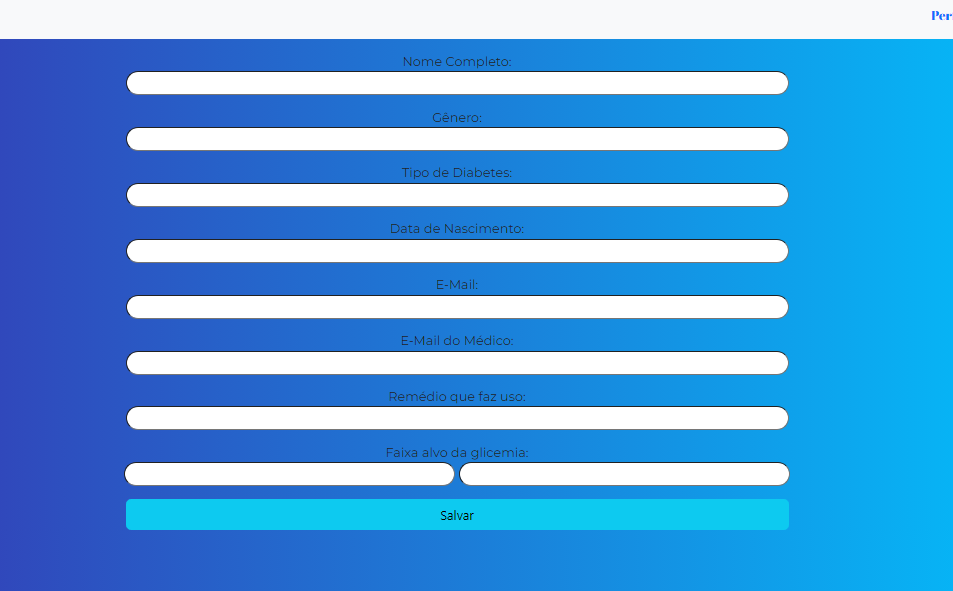 Nome Completo:
Gênero:
Tipo de Diabetes:
Data de Nascimento:
E-Mail:
E-Mail do Médico:
Remédio que faz uso:
Faixa alvo da glicemia:
Salvar